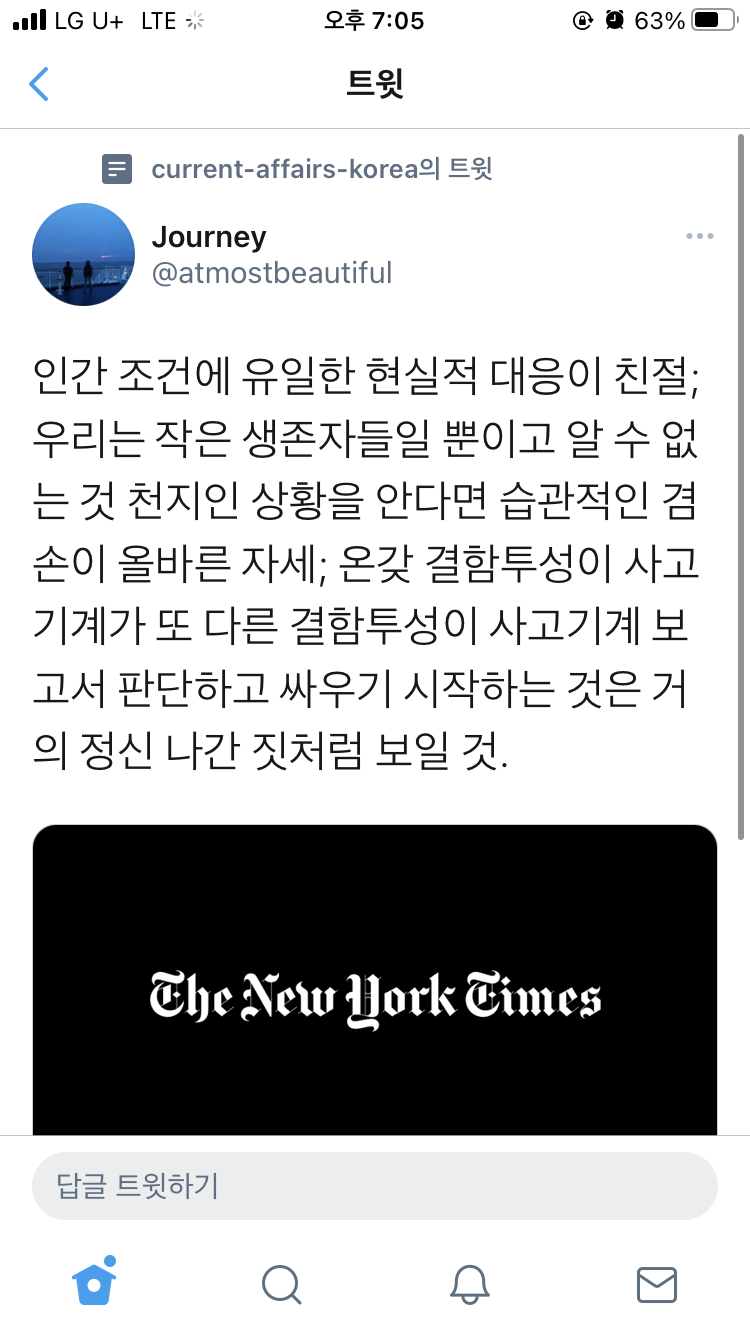 LG U+ LTE 오후 7:05 63%
트윗
current-affairs-korea의 트윗
Journey
@atmostbeautiful
인간 조건에 유일한 현실적 대응이 친절;
우리는 작은 생존자들일 뿐이고 알 수 없
는 것 천지인 상황을 안다면 습관적인 겸
손이 올바른 자세; 온갖 결함투성이 사고
기계가 또 다른 결함투성이 사고기계 보
고서 판단하고 싸우기 시작하는 것은 거
의 정신 나간 짓처럼 보일 것.
The New York Times
답글 트윗하기